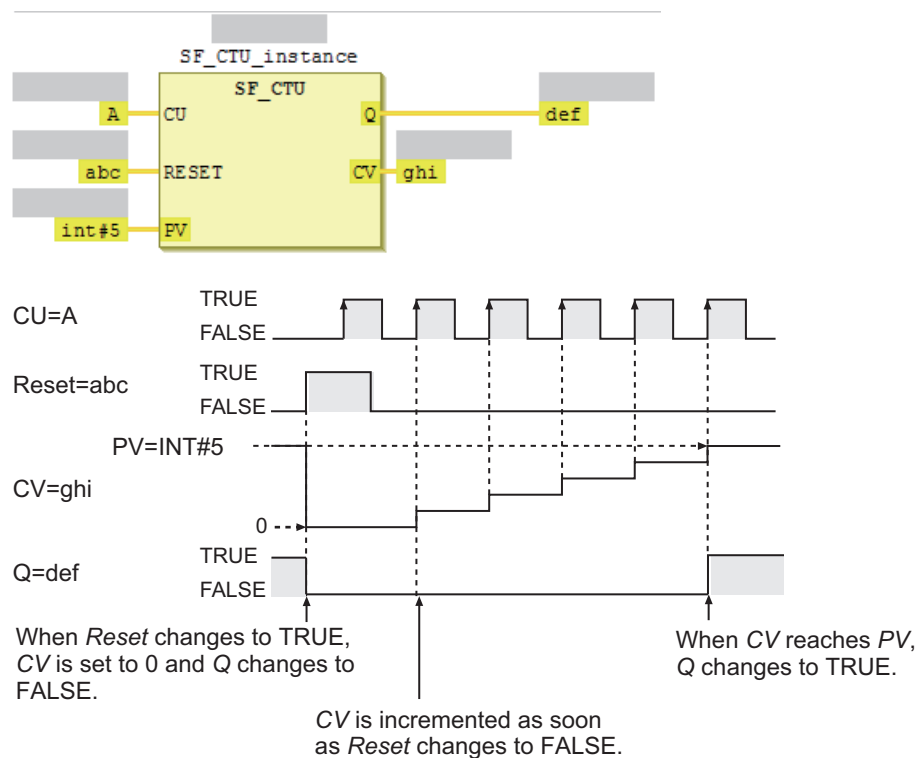 SF_CTU_instance
SF_CTU
A CU Q def
abc RESET CV ghi
int#5 PV
CU=A TRUE
FALSE
Reset=abc TRUE
FALSE
PV=INT#5
CV=ghi
0
TRUE
Q=def
FALSE
When Reset changes to TRUE,
CV is set to 0 and Q changes to
FALSE.
CV is incremented as soon
as Reset changes to FALSE.
When CV reaches PV,
Q changes to TRUE.